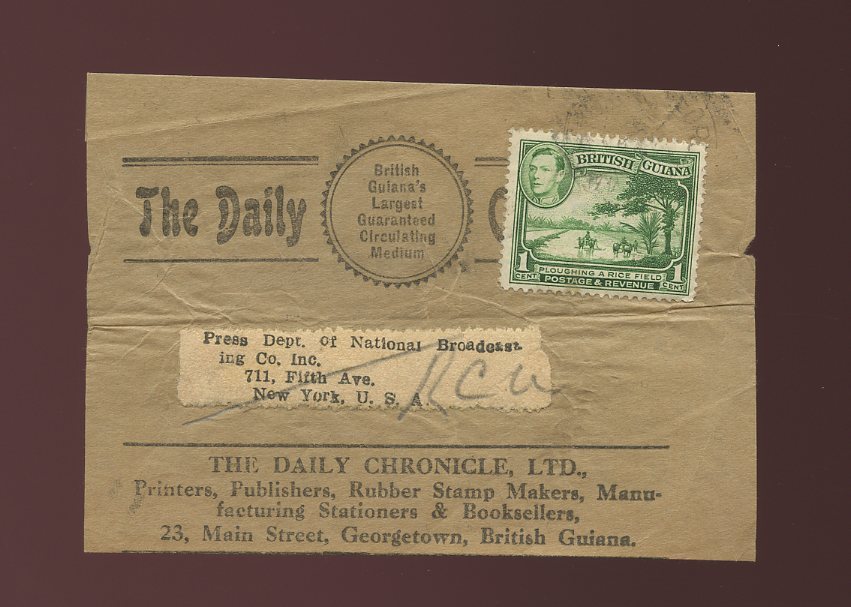 The Daily
British
Guiana's
Largest
Guaranteed
Circulating
Medium
C
BRITISH GUIANA
1 CENT
PLOUGHING A RICE FIELD
1 CENT
POSTAGE & REVENUE
Press Dept. of National Broadcast
ing Co. Inc.
711, Fifth Ave.
New York, U. S. A.
RCA
THE DAILY CHRONICLE, LTD.,
Printers, Publishers, Rubber Stamp Makers, Manu-
facturing Stationers & Booksellers,
23, Main Street, Georgetown, British Guiana.